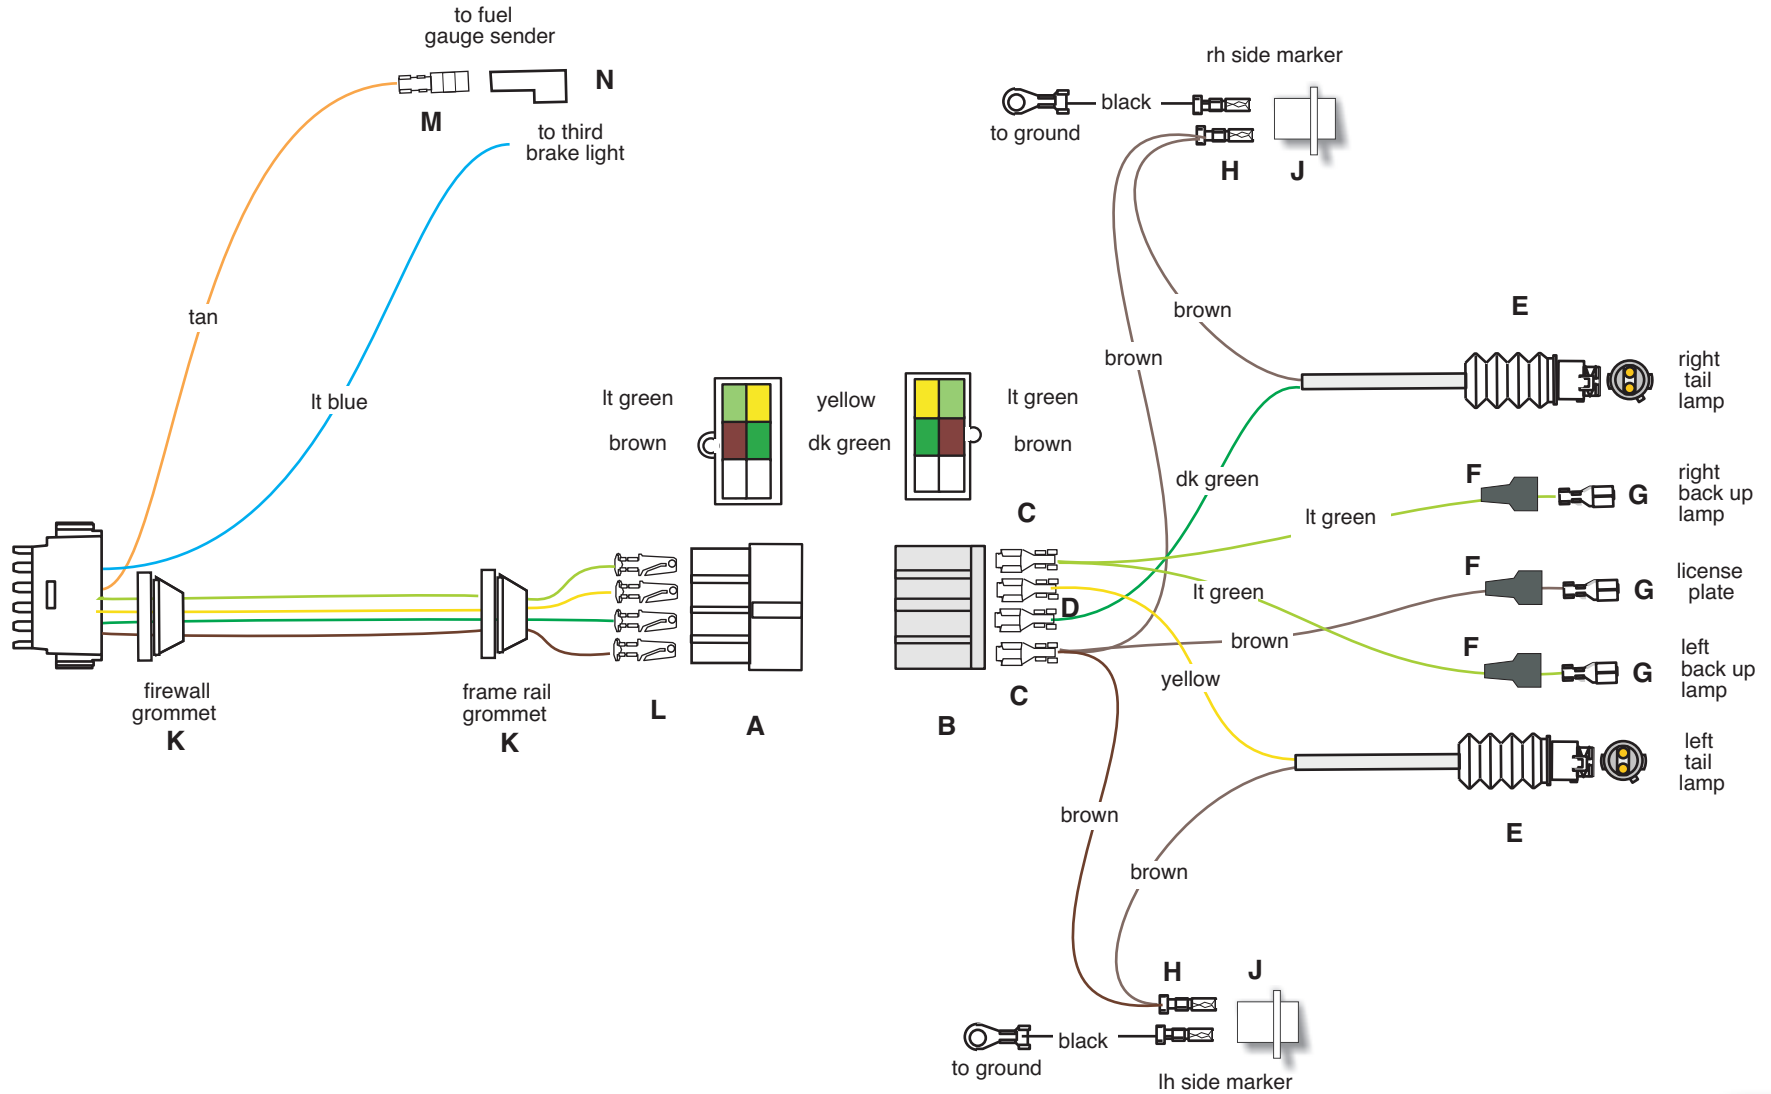 to fuel
gauge sender
N
M
to third
brake light
rh side marker
black
to ground
H
J
tan
lt blue
brown
brown
E
right
tail
lamp
lt green
yellow
lt green
brown
dk green
brown
dk green
C
lt green
F
G
right
back up
lamp
D
lt green
F
G
license
plate
brown
F
G
left
back up
lamp
yellow
C
firewall
grommet
K
frame rail
grommet
K
L
A
B
left
tail
lamp
E
brown
brown
H
J
black
to ground
lh side marker